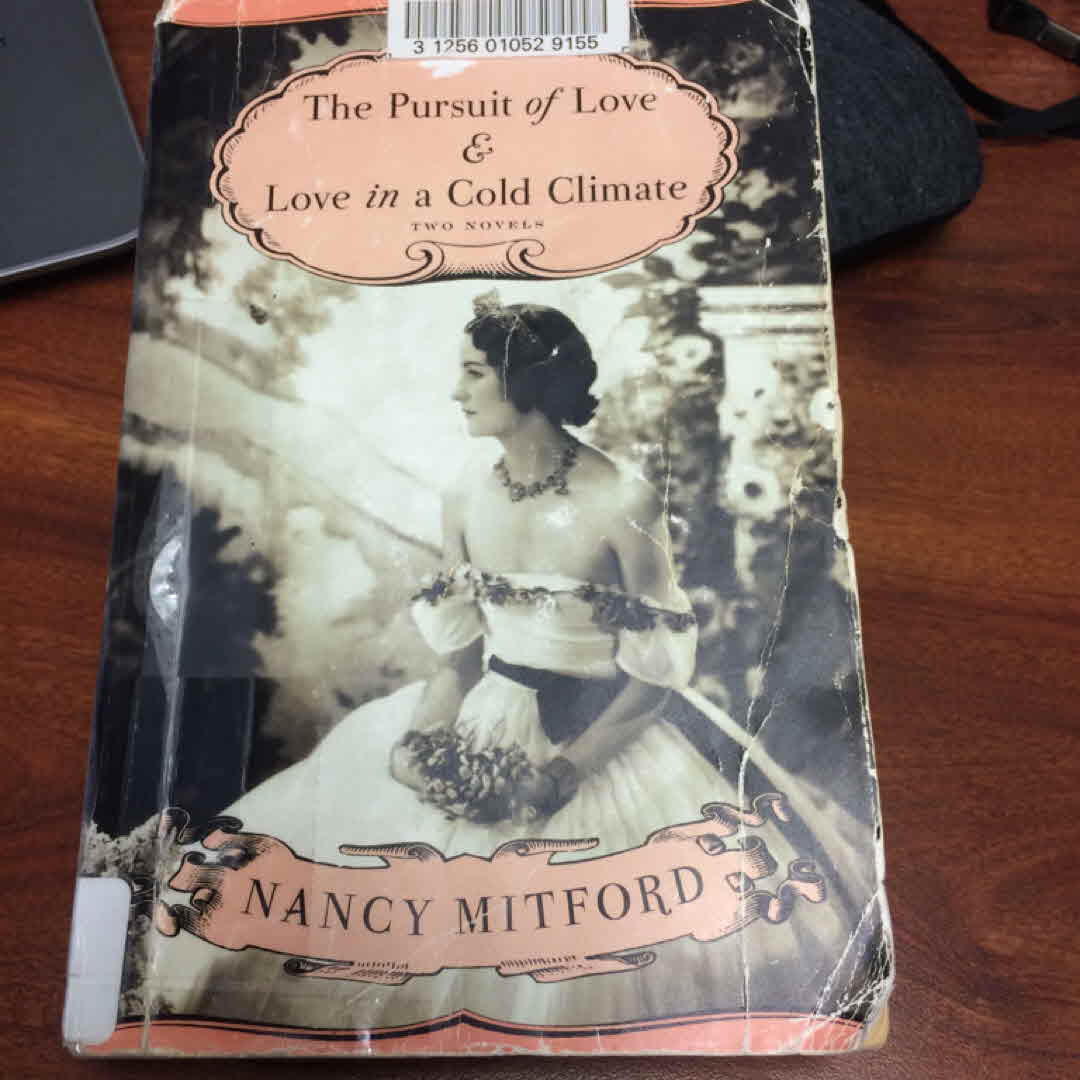 3 1256 01052 9155
The Pursuit of Love
&
Love in a Cold Climate
TWO NOVELS
NANCY MITFORD